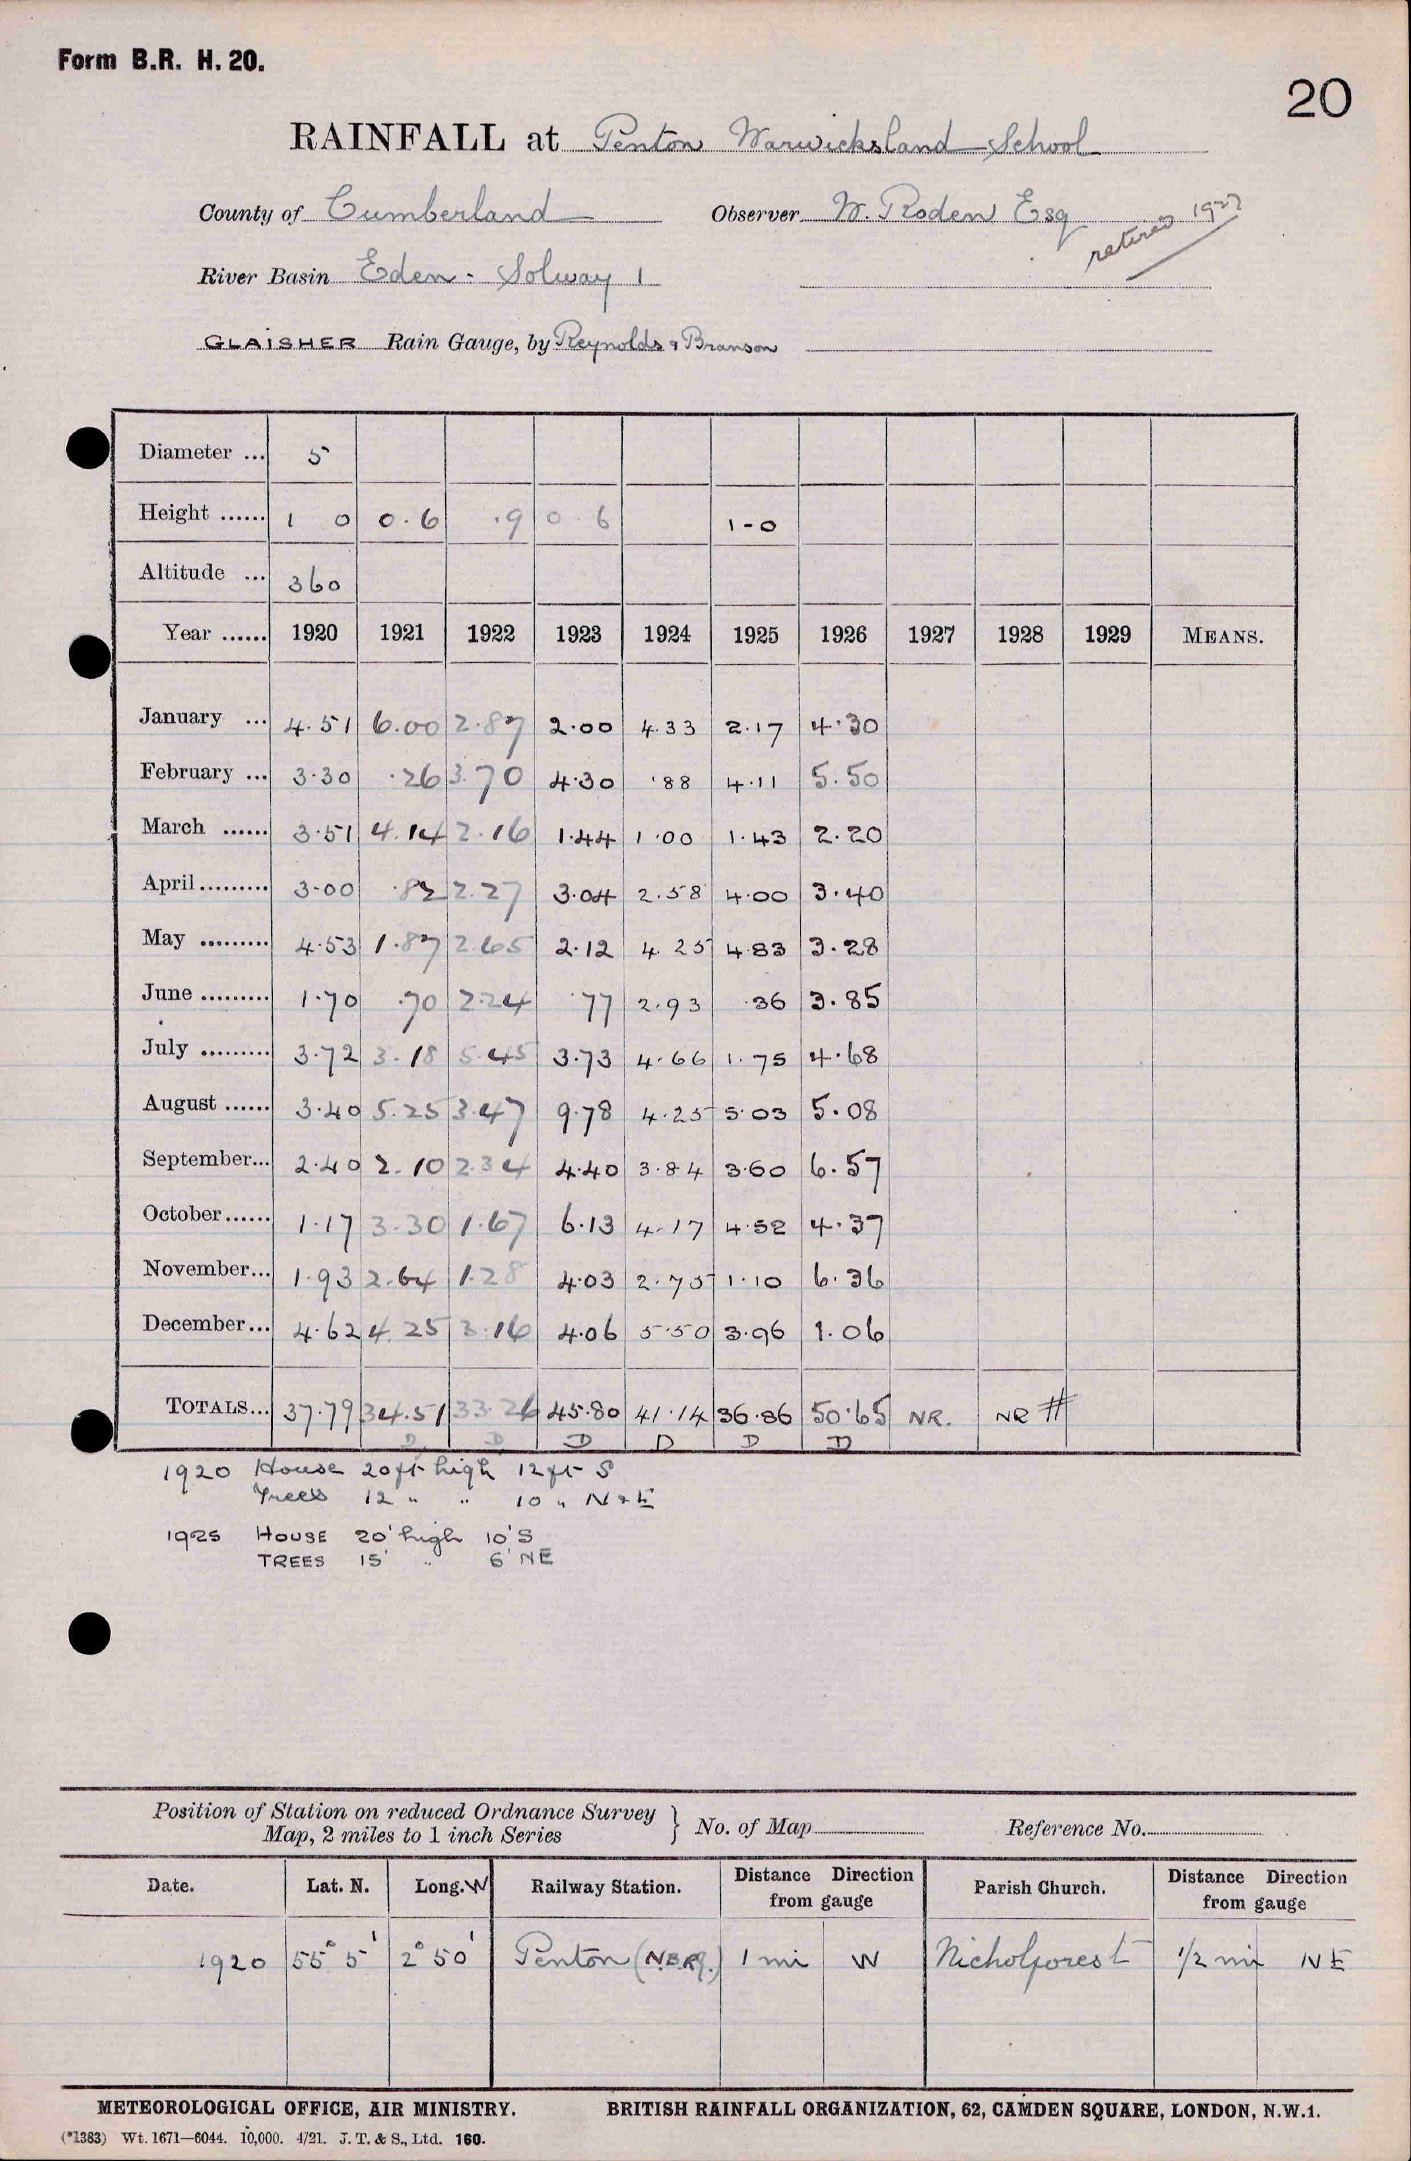 Form B.R. H. 20.
20
RAINFALL at Penton Warwicksland School
County of Cumberland Observer W. Roden Esq
retired 1927
River Basin Eden - Solway 1
GLAISHER Rain Gauge, by Reynolds & Branson
Diameter ... 5
Height ...... 1 0 0.6 .9 0 6 1-0
Altitude ... 360
Year ...... 1920 1921 1922 1923 1924 1925 1926 1927 1928 1929 MEANS.
January ... 4.51 6.00 2.87 2.00 4.33 2.17 4.30
February ... 3.30 .26 3.70 4.30 .88 4.11 5.50
March ...... 3.51 4.14 2.16 1.44 1.00 1.43 2.20
April ......... 3.00 .82 2.27 3.04 2.58 4.00 3.40
May ......... 4.53 1.87 2.65 2.12 4.25 4.83 3.28
June ......... 1.70 .70 2.24 .77 2.93 .36 3.85
July ......... 3.72 3.18 5.45 3.73 4.66 1.75 4.68
August ...... 3.40 5.25 3.47 9.78 4.25 5.03 5.08
September... 2.40 2.10 2.34 4.40 3.84 3.60 6.57
October...... 1.17 3.30 1.67 6.13 4.17 4.52 4.37
November... 1.93 2.64 1.28 4.03 2.75 1.10 6.36
December... 4.62 4.25 3.16 4.06 5.50 3.96 1.06
TOTALS... 37.79 34.51 33.26 45.80 41.14 36.86 50.65 NR. NR #
D D D D D D
1920 House 20ft high 12ft S
Trees 12 " " 10 " N & E
1925 HOUSE 20' high 10' S
TREES 15' " 6' NE
Position of Station on reduced Ordnance Survey
Map, 2 miles to 1 inch Series } No. of Map Reference No.
Date. Lat. N. Long. W Railway Station. Distance Direction from gauge Parish Church. Distance Direction from gauge
1920 55° 5' 2° 50' Penton (N.B.R.) 1 mi W Nicholforest 1/2 mi NE
METEOROLOGICAL OFFICE, AIR MINISTRY. BRITISH RAINFALL ORGANIZATION, 62, CAMDEN SQUARE, LONDON, N.W.1.
(*1383) Wt. 1671—6044. 10,000. 4/21. J. T. & S., Ltd. 160.